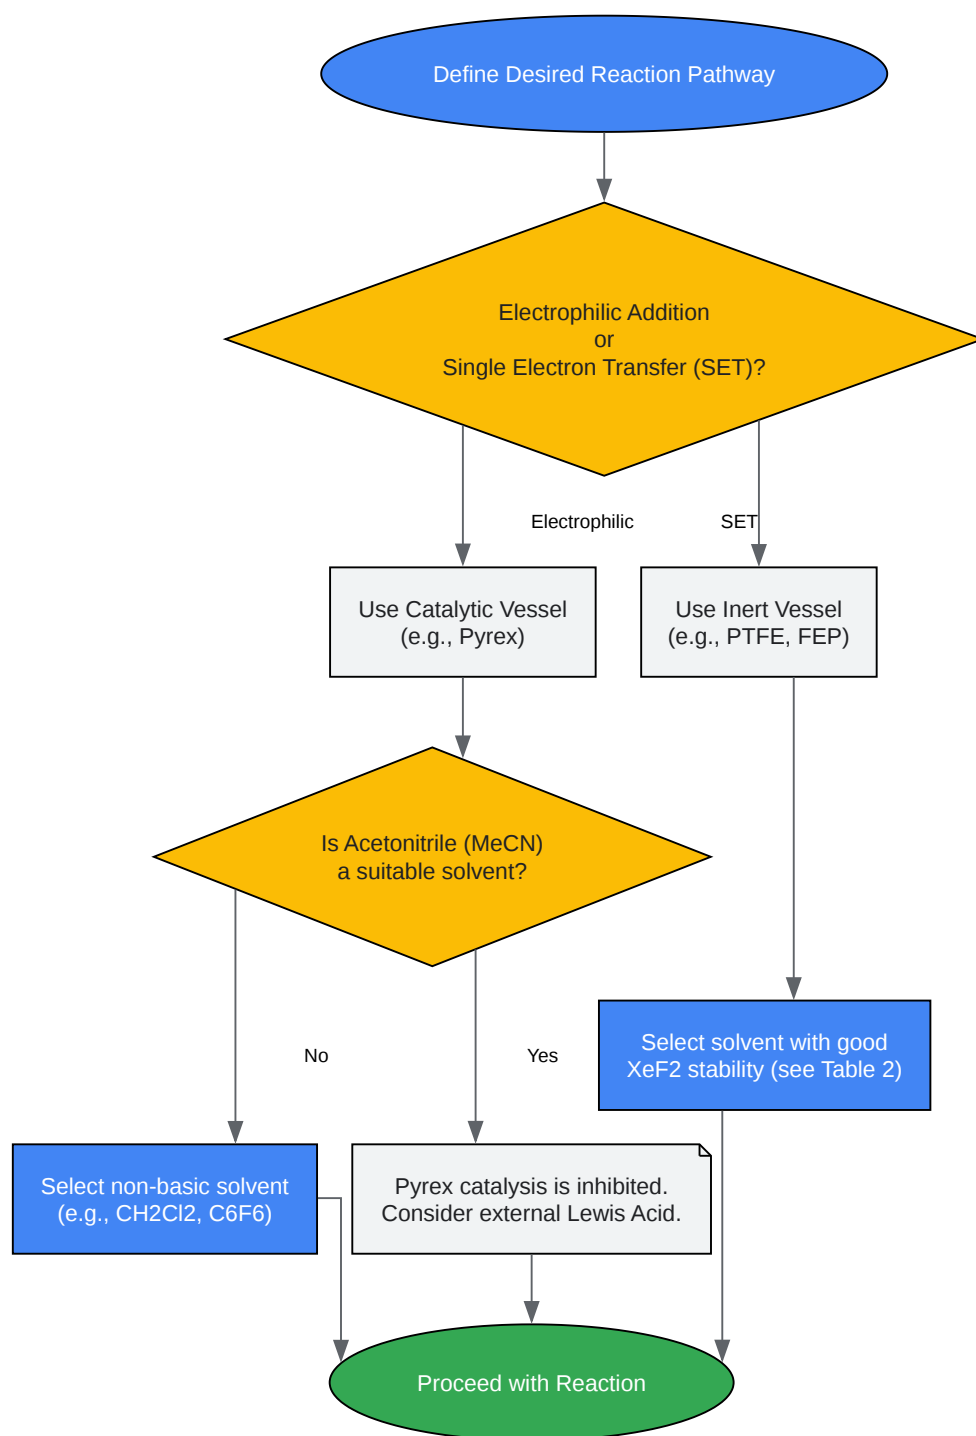 Define Desired Reaction Pathway
Electrophilic Addition
or
Single Electron Transfer (SET)?
Electrophilic
SET
Use Catalytic Vessel
(e.g., Pyrex)
Use Inert Vessel
(e.g., PTFE, FEP)
Is Acetonitrile (MeCN)
a suitable solvent?
No
Yes
Select solvent with good
XeF2 stability (see Table 2)
Select non-basic solvent
(e.g., CH2Cl2, C6F6)
Pyrex catalysis is inhibited.
Consider external Lewis Acid.
Proceed with Reaction